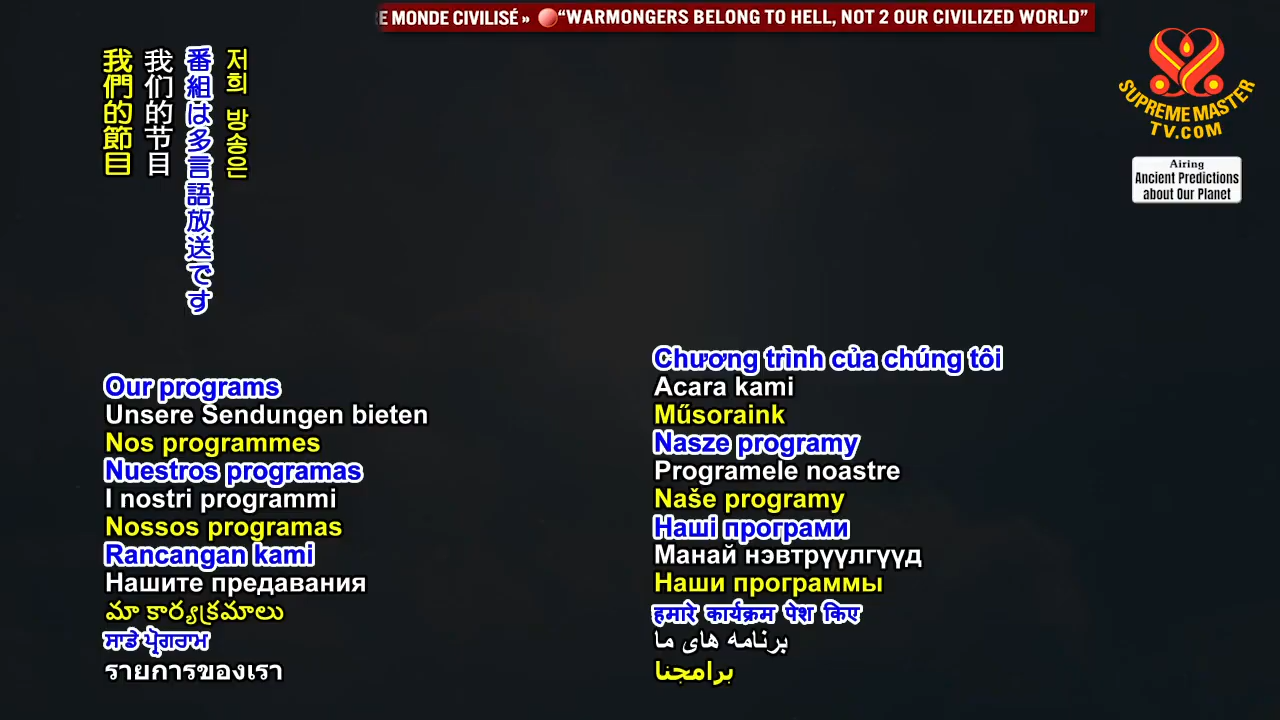 E MONDE CIVILISÉ » 🔴“WARMONGERS BELONG TO HELL, NOT 2 OUR CIVILIZED WORLD”
SUPREME MASTER
TV.COM
Airing
Ancient Predictions
about Our Planet
我們的節目
我们的节目
番組は多言語放送です
저희 방송은
Our programs
Unsere Sendungen bieten
Nos programmes
Nuestros programas
I nostri programmi
Nossos programas
Rancangan kami
Нашите предавания
మా కార్యక్రమాలు
ਸਾਡੇ ਪ੍ਰੋਗਰਾਮ
รายการของเรา
Chương trình của chúng tôi
Acara kami
Műsoraink
Nasze programy
Programele noastre
Naše programy
Наші програми
Манай нэвтрүүлгүүд
Наши программы
हमारे कार्यक्रम पेश किए
برنامه های ما
برامجنا